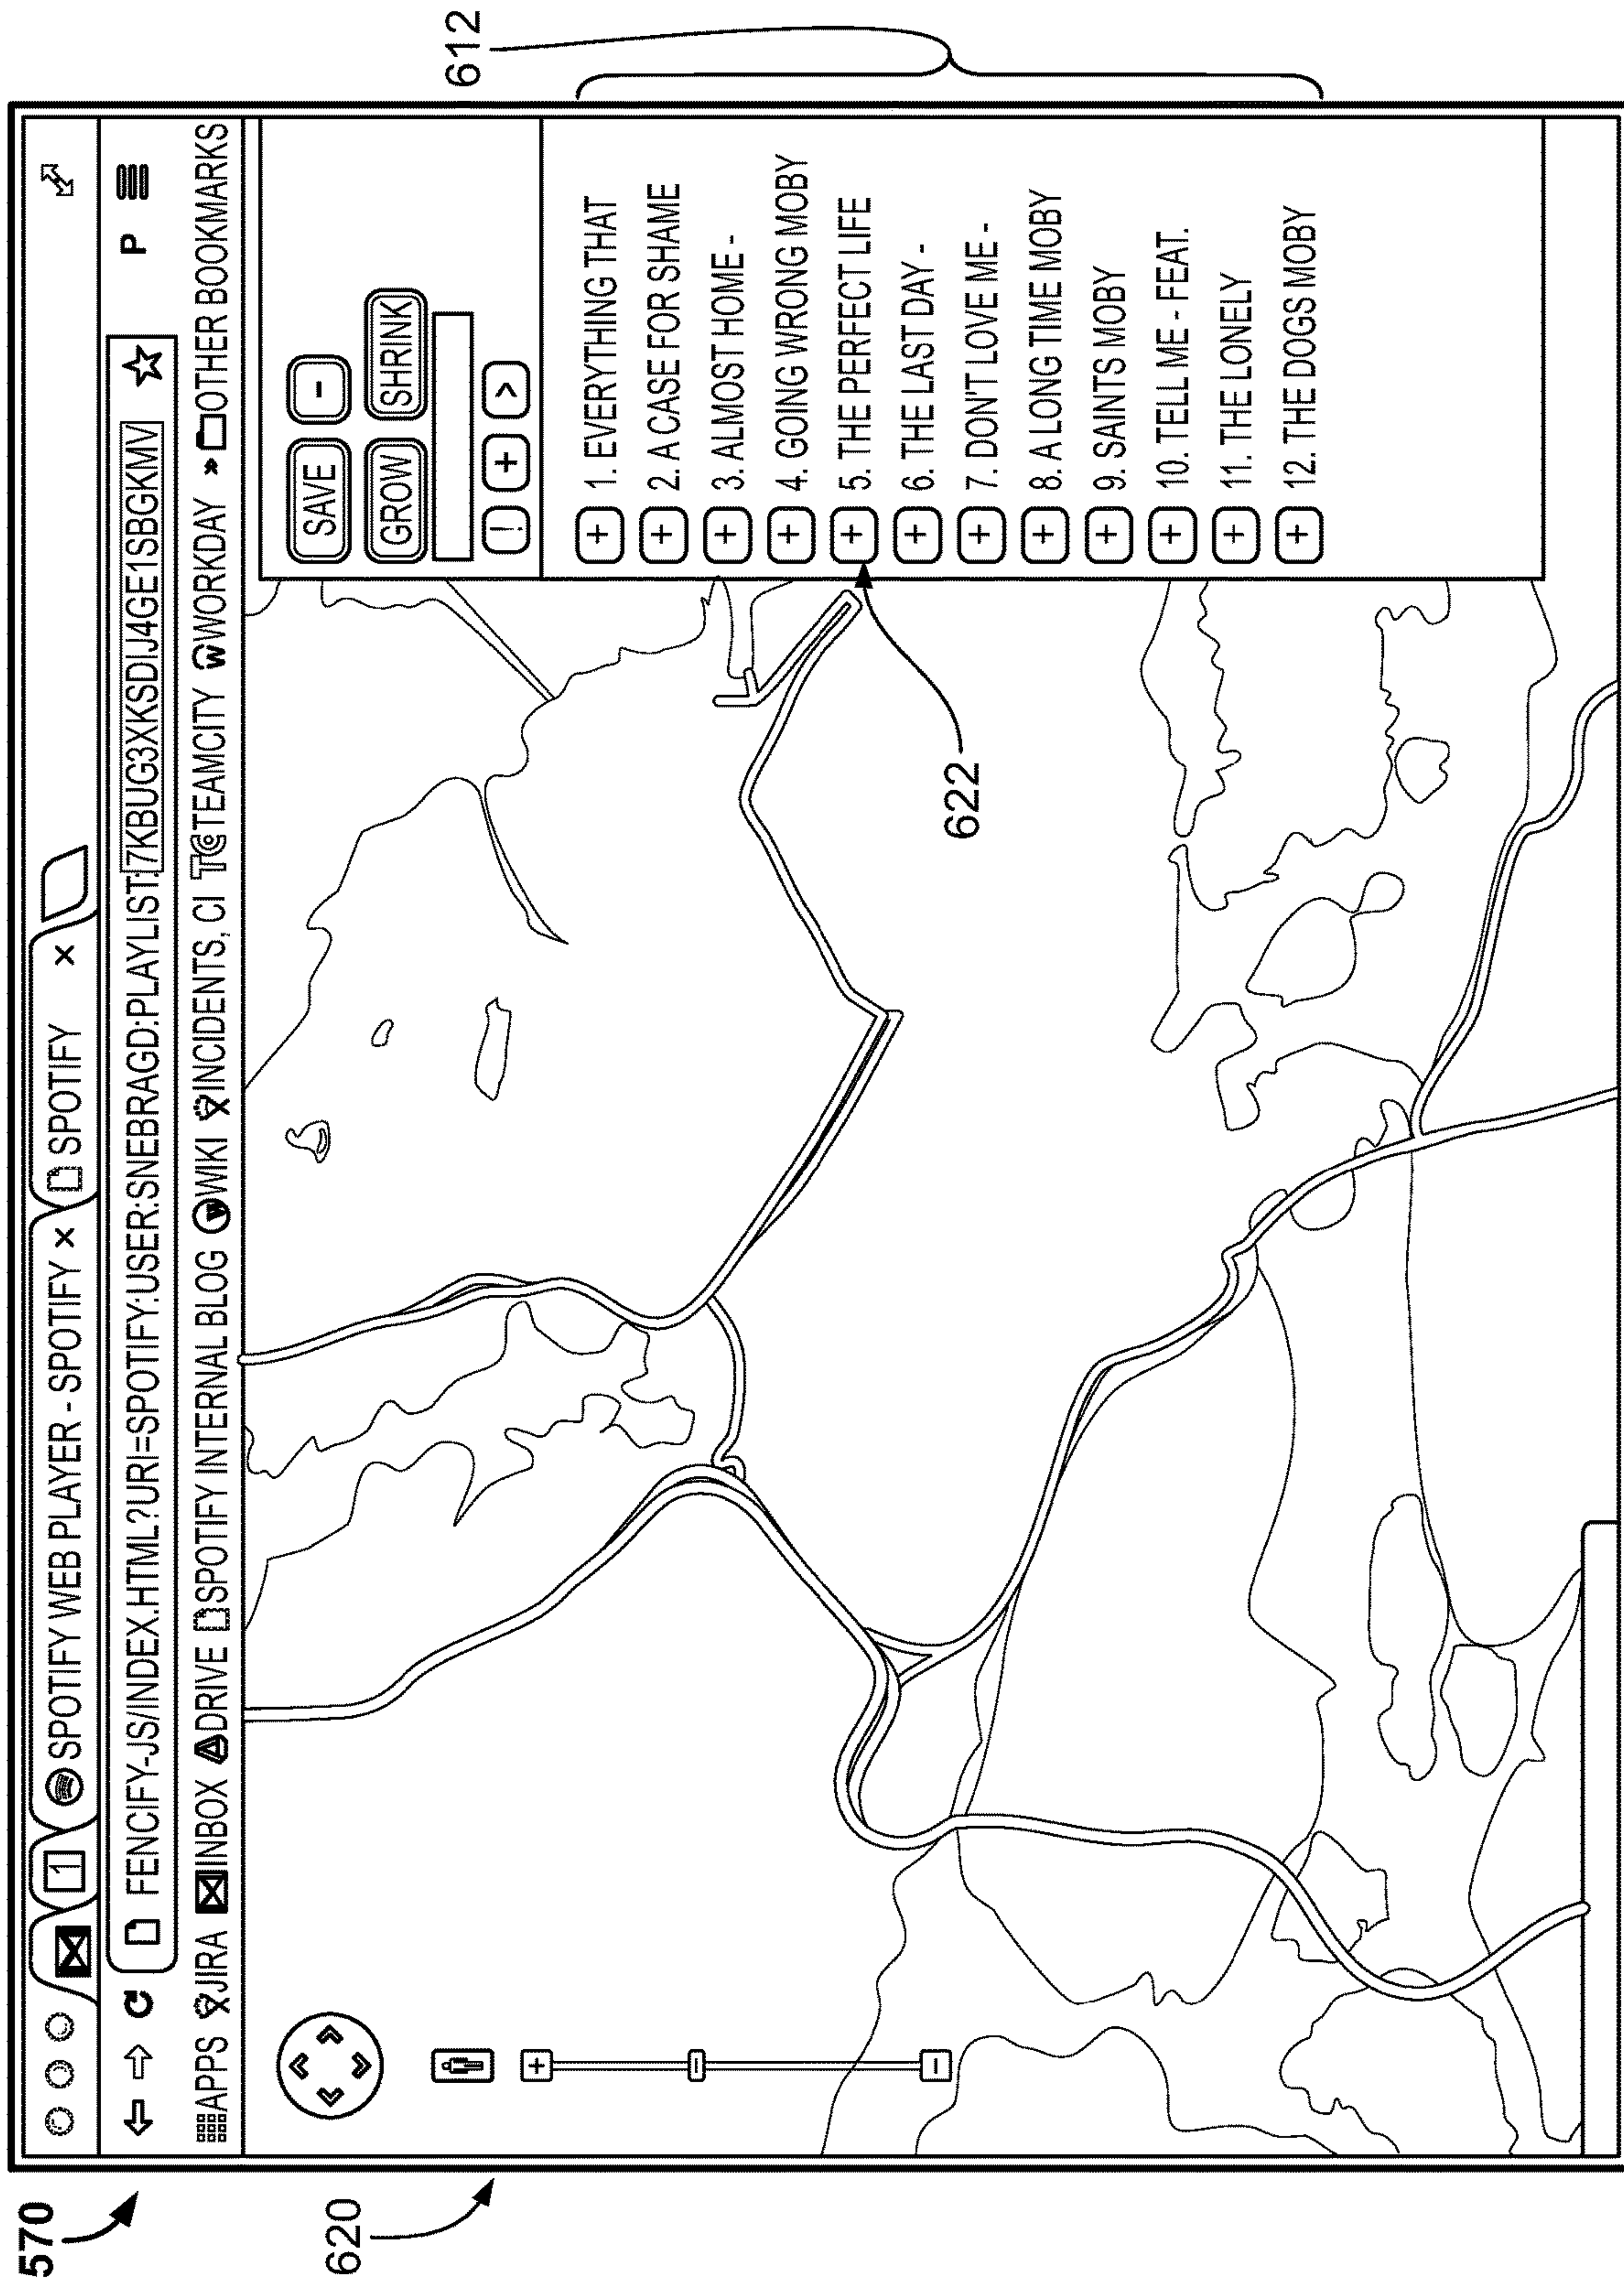 570
620
612
622
1
SPOTIFY WEB PLAYER - SPOTIFY ×
SPOTIFY ×
FENCIFY-JS/INDEX.HTML?URI=SPOTIFY:USER:SNEBRAGD:PLAYLIST:7KBUG3XKSDIJ4GE1SBGKMV
P
APPS JIRA INBOX DRIVE SPOTIFY INTERNAL BLOG WIKI INCIDENTS, CI TC TEAMCITY WORKDAY » OTHER BOOKMARKS
SAVE -
GROW SHRINK
! + >
+ 1. EVERYTHING THAT
+ 2. A CASE FOR SHAME
+ 3. ALMOST HOME -
+ 4. GOING WRONG MOBY
+ 5. THE PERFECT LIFE
+ 6. THE LAST DAY -
+ 7. DON'T LOVE ME -
+ 8. A LONG TIME MOBY
+ 9. SAINTS MOBY
+ 10. TELL ME - FEAT.
+ 11. THE LONELY
+ 12. THE DOGS MOBY
+
-